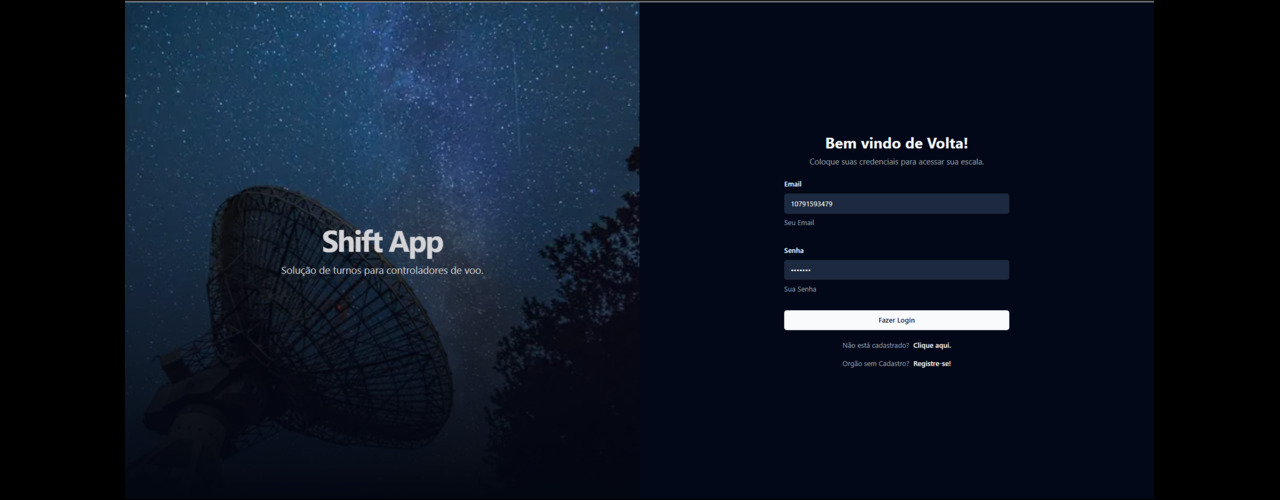 Shift App
Solução de turnos para controladores de voo.
Bem vindo de Volta!
Coloque suas credenciais para acessar sua escala.
Email
10791593479
Seu Email
Senha
•••••••
Sua Senha
Fazer Login
Não está cadastrado? Clique aqui.
Orgão sem Cadastro? Registre-se!